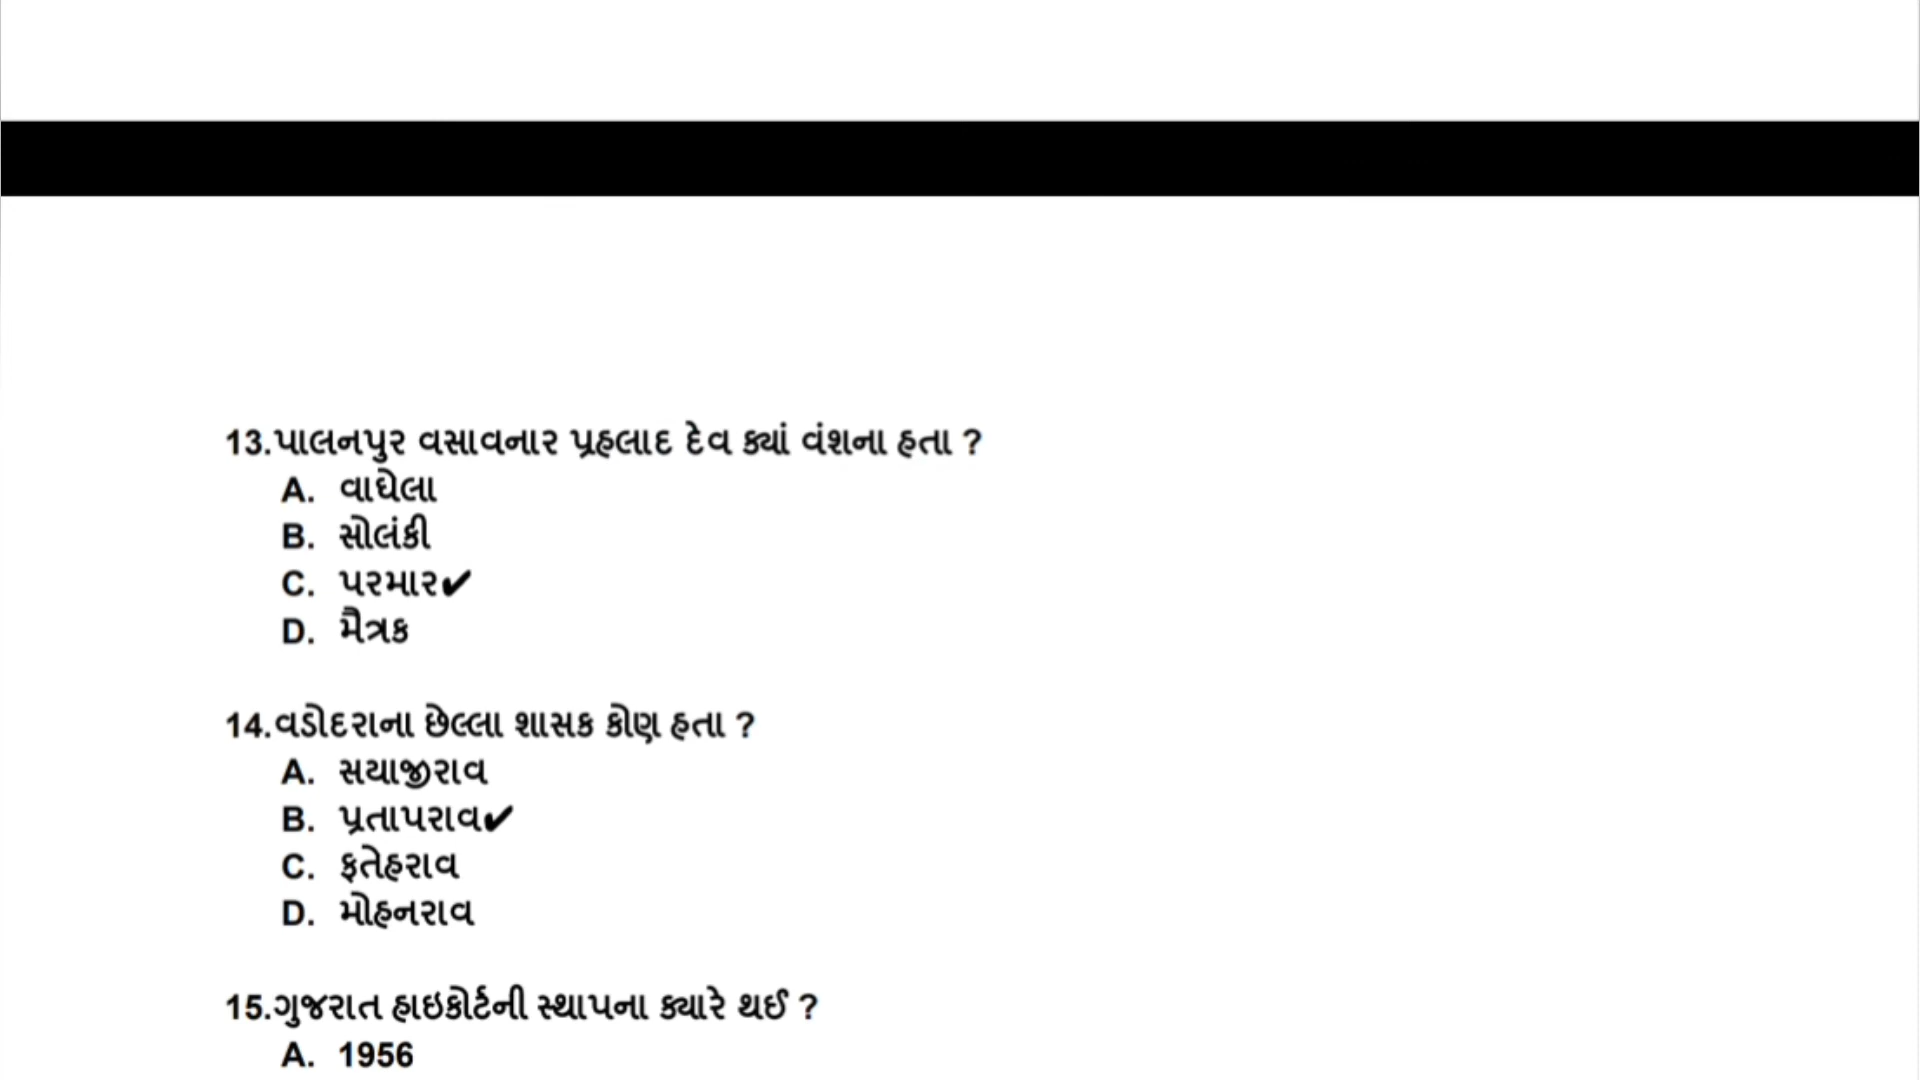 13.પાલનપુર વસાવનાર પ્રહલાદ દેવ ક્યાં વંશના હતા ?
A. વાઘેલા
B. સોલંકી
C. પરમાર✔
D. મૈત્રક
14.વડોદરાના છેલ્લા શાસક કોણ હતા ?
A. સયાજીરાવ
B. પ્રતાપરાવ✔
C. ફતેહરાવ
D. મોહનરાવ
15.ગુજરાત હાઇકોર્ટની સ્થાપના ક્યારે થઈ ?
A. 1956